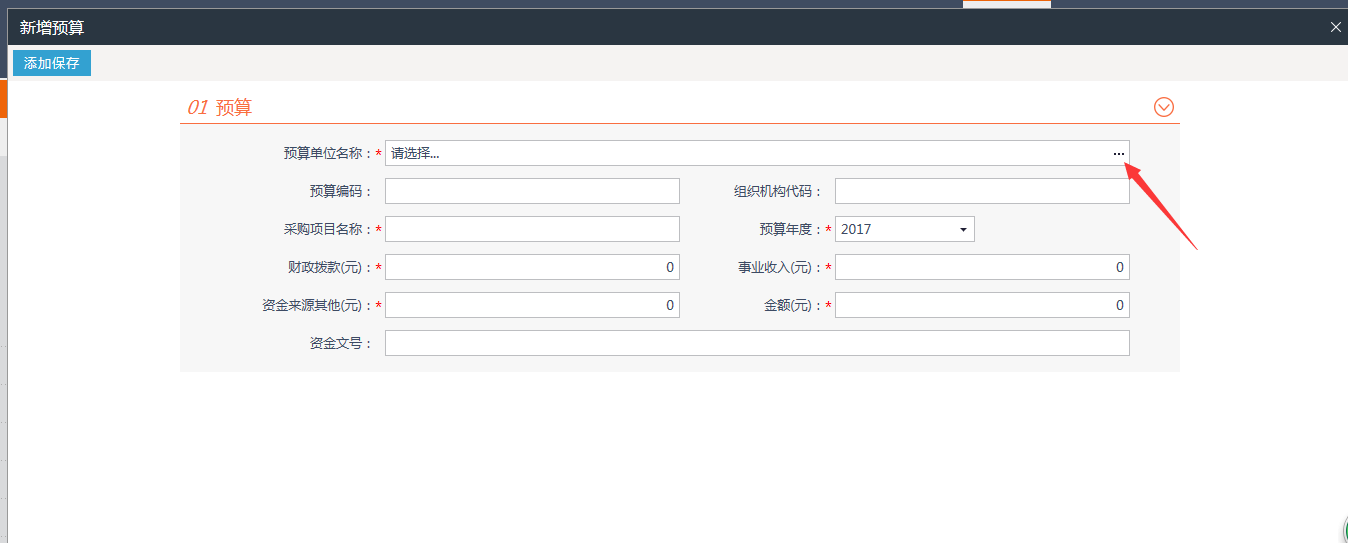 新增预算
添加保存
01 预算
预算单位名称：* 请选择... ...
预算编码： 组织机构代码：
采购项目名称：* 预算年度：* 2017
财政拨款(元)：* 0 事业收入(元)：* 0
资金来源其他(元)：* 0 金额(元)：* 0
资金文号：